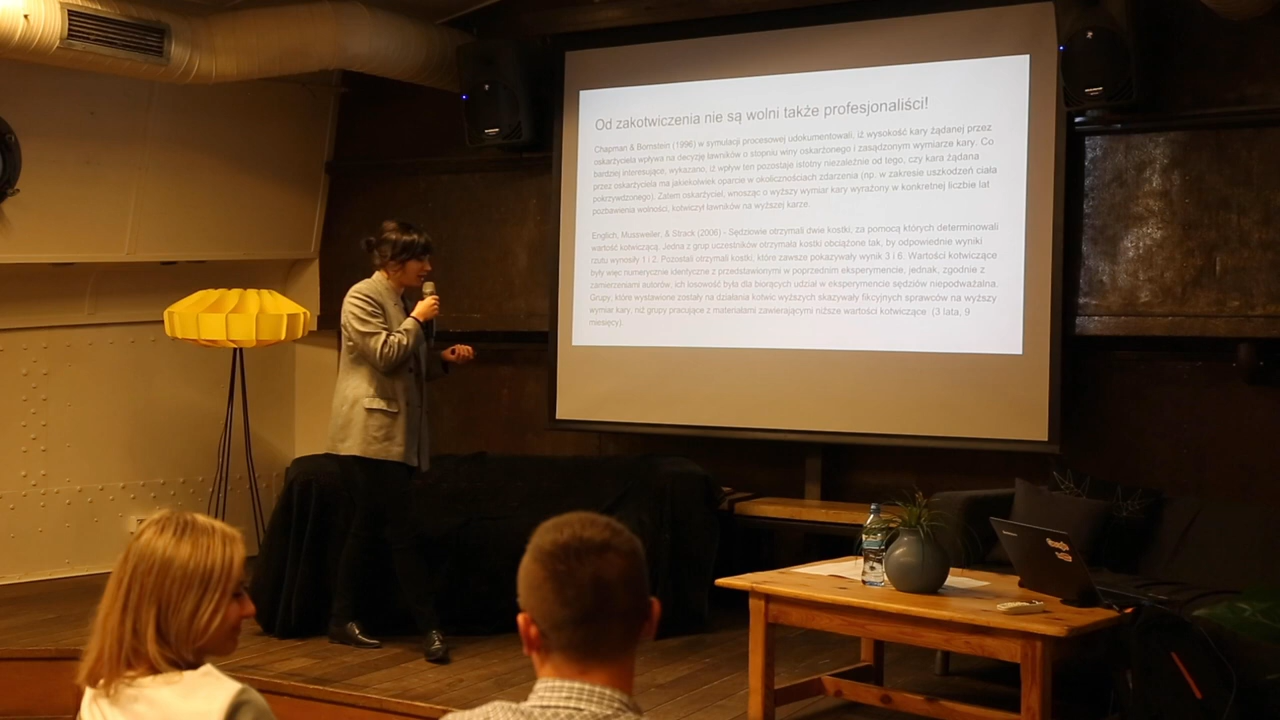 Od zakotwiczenia nie są wolni także profesjonaliści!
Chapman & Bornstein (1996) w symulacji procesowej udokumentowali, iż wysokość kary żądanej przez
oskarżyciela wpływa na decyzję ławników o stopniu winy oskarżonego i zasądzonym wymiarze kary. Co
bardziej interesujące, wykazano, iż wpływ ten pozostaje istotny niezależnie od tego, czy kara żądana
przez oskarżyciela ma jakiekolwiek oparcie w okolicznościach zdarzenia (np. w zakresie uszkodzeń ciała
pokrzywdzonego). Zatem oskarżyciel, wnosząc o wyższy wymiar kary wyrażony w konkretnej liczbie lat
pozbawienia wolności, kotwiczył ławników na wyższej karze.
Englich, Mussweiler, & Strack (2006) - Sędziowie otrzymali dwie kostki, za pomocą których determinowali
wartość kotwiczącą. Jedna z grup uczestników otrzymała kostki obciążone tak, by odpowiednie wyniki
rzutu wynosiły 1 i 2. Pozostali otrzymali kostki, które zawsze pokazywały wynik 3 i 6. Wartości kotwiczące
były więc numerycznie identyczne z przedstawionymi w poprzednim eksperymencie, jednak, zgodnie z
zamierzeniami autorów, ich losowość była dla biorących udział w eksperymencie sędziów niepodważalna.
Grupy, które wystawione zostały na działania kotwic wyższych skazywały fikcyjnych sprawców na wyższy
wymiar kary, niż grupy pracujące z materiałami zawierającymi niższe wartości kotwiczące (3 lata, 9
miesięcy).